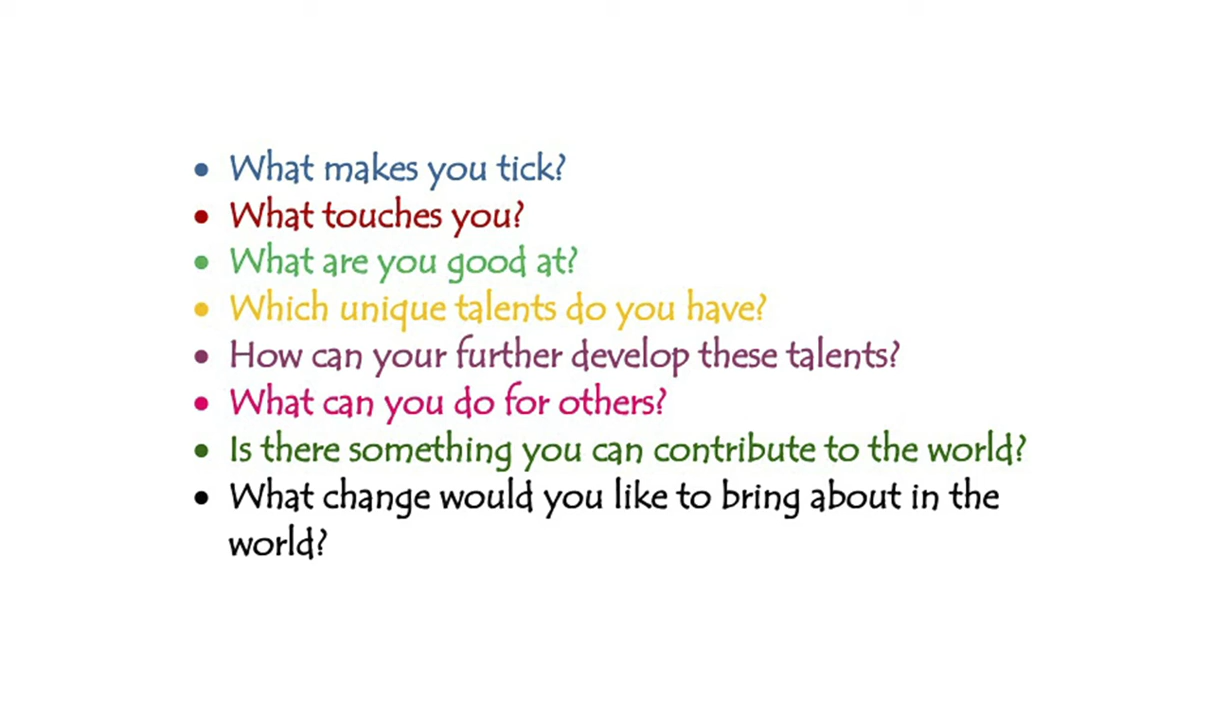 • What makes you tick?
• What touches you?
• What are you good at?
• Which unique talents do you have?
• How can your further develop these talents?
• What can you do for others?
• Is there something you can contribute to the world?
• What change would you like to bring about in the
world?